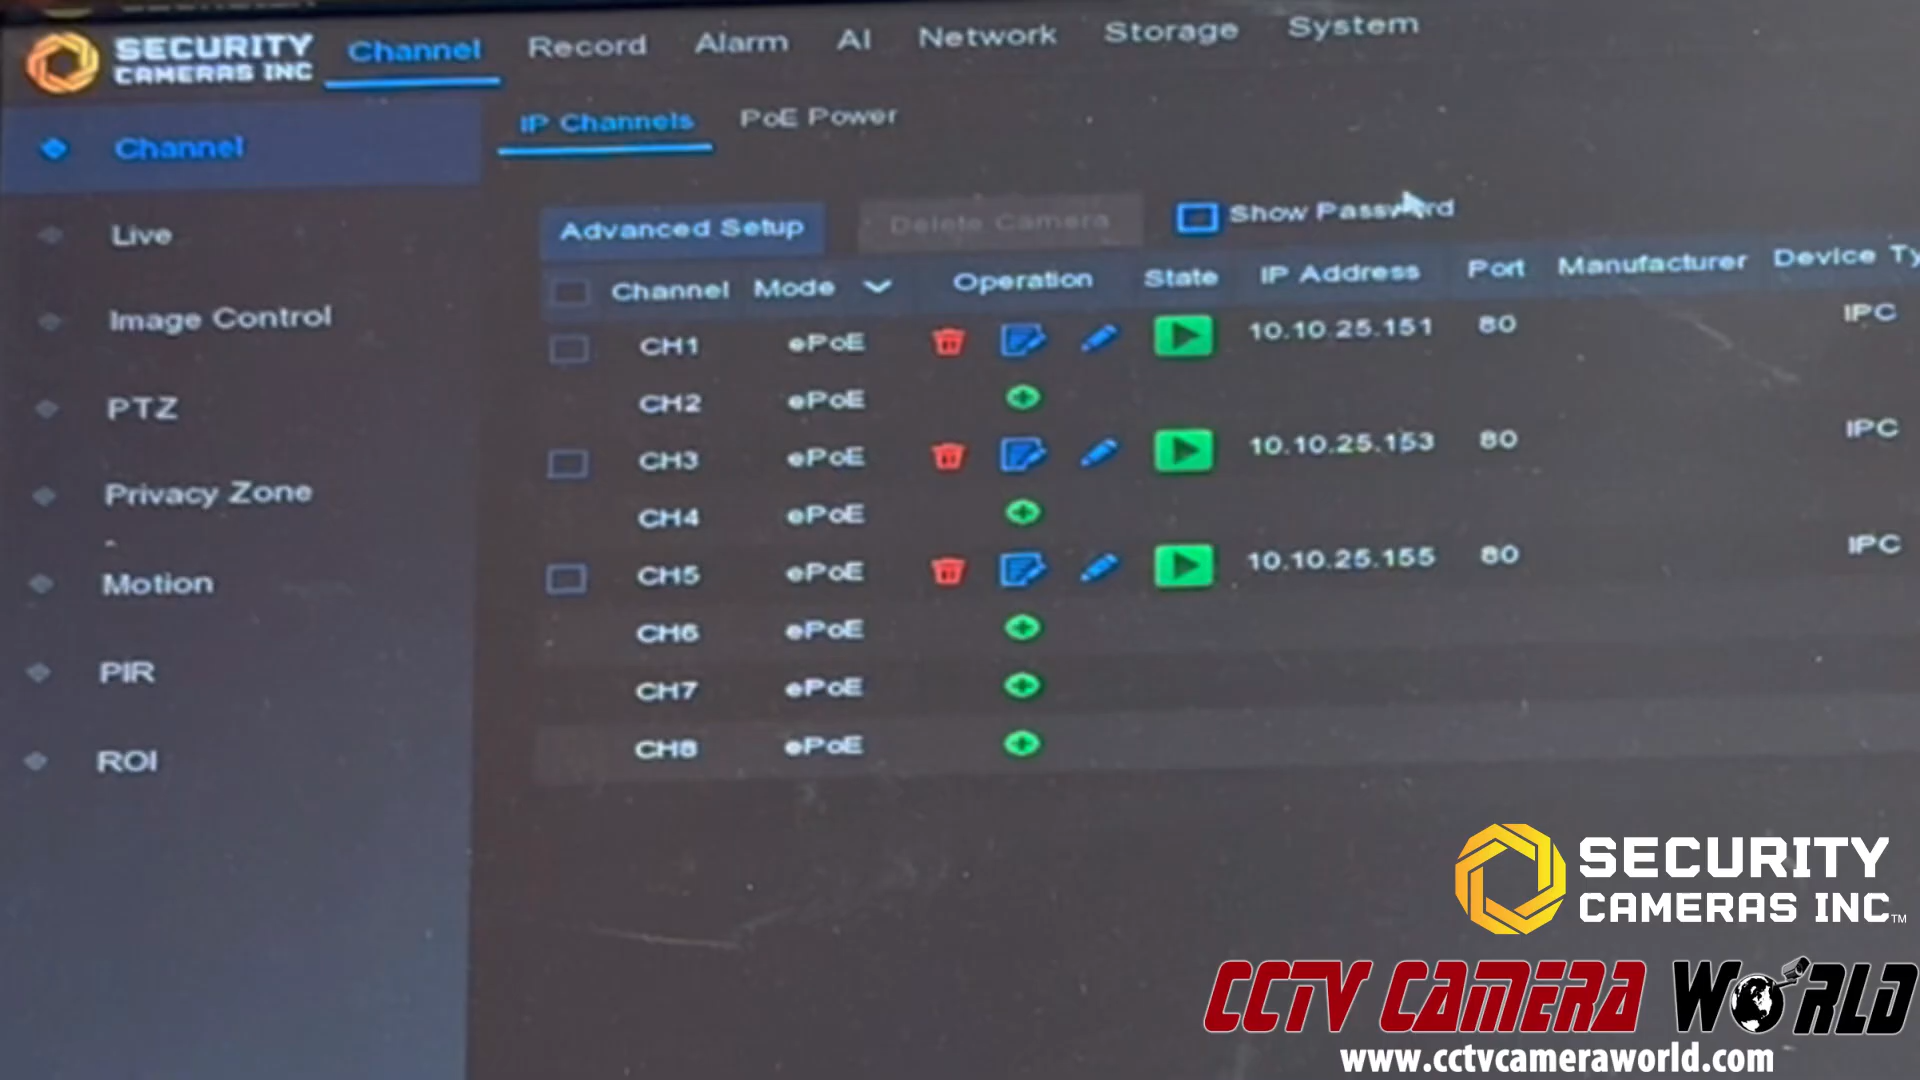 SECURITY
CAMERAS INC
Channel Record Alarm AI Network Storage System
IP Channels PoE Power
Channel
Live
Image Control
PTZ
Privacy Zone
Motion
PIR
ROI
Advanced Setup Delete Camera Show Password
Channel Mode Operation State IP Address Port Manufacturer Device Ty
CH1 ePoE 10.10.25.151 80 IPC
CH2 ePoE
CH3 ePoE 10.10.25.153 80 IPC
CH4 ePoE
CH5 ePoE 10.10.25.155 80 IPC
CH6 ePoE
CH7 ePoE
CH8 ePoE
SECURITY
CAMERAS INC.™
CCTV CAMERA WORLD
www.cctvcameraworld.com